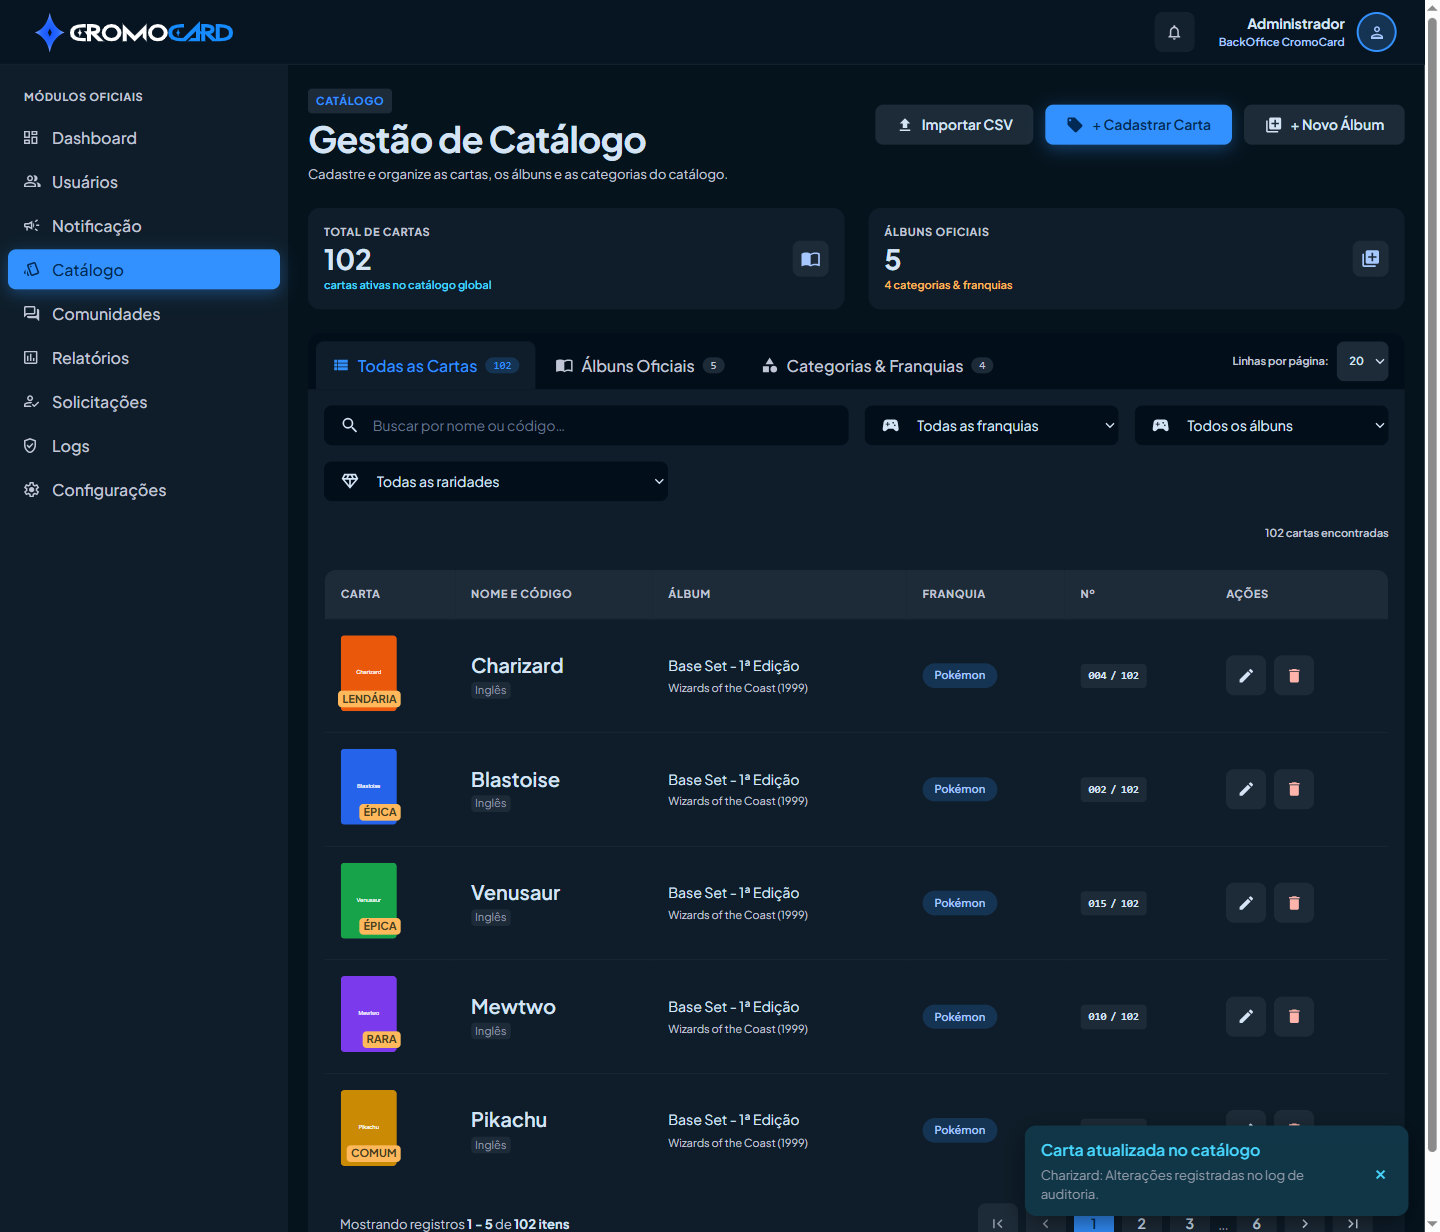 CROMOCARD
Administrador
BackOffice CromoCard
MÓDULOS OFICIAIS
Dashboard
Usuários
Notificação
Catálogo
Comunidades
Relatórios
Solicitações
Logs
Configurações
CATÁLOGO
Gestão de Catálogo
Cadastre e organize as cartas, os álbuns e as categorias do catálogo.
Importar CSV
+ Cadastrar Carta
+ Novo Álbum
TOTAL DE CARTAS
102
cartas ativas no catálogo global
ÁLBUNS OFICIAIS
5
4 categorias & franquias
Todas as Cartas 102
Álbuns Oficiais 5
Categorias & Franquias 4
Linhas por página: 20
Buscar por nome ou código...
Todas as franquias
Todos os álbuns
Todas as raridades
102 cartas encontradas
CARTA NOME E CÓDIGO ÁLBUM FRANQUIA Nº AÇÕES
Charizard
LENDÁRIA
Charizard
Inglês
Base Set - 1ª Edição
Wizards of the Coast (1999)
Pokémon
004 / 102
Blastoise
ÉPICA
Blastoise
Inglês
Base Set - 1ª Edição
Wizards of the Coast (1999)
Pokémon
002 / 102
Venusaur
ÉPICA
Venusaur
Inglês
Base Set - 1ª Edição
Wizards of the Coast (1999)
Pokémon
015 / 102
Mewtwo
RARA
Mewtwo
Inglês
Base Set - 1ª Edição
Wizards of the Coast (1999)
Pokémon
010 / 102
Pikachu
COMUM
Pikachu
Inglês
Base Set - 1ª Edição
Wizards of the Coast (1999)
Pokémon
Carta atualizada no catálogo
Charizard: Alterações registradas no log de
auditoria.
Mostrando registros 1 - 5 de 102 itens
1 2 3 ... 6